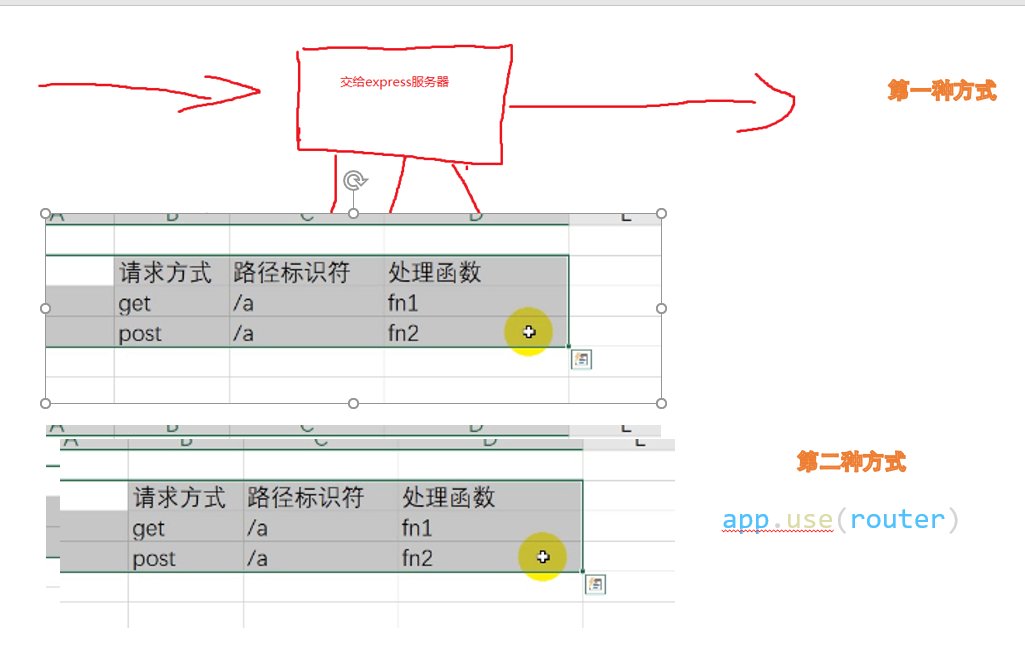 交给express服务器
第一种方式
请求方式 路径标识符 处理函数
get /a fn1
post /a fn2
第二种方式
请求方式 路径标识符 处理函数
get /a fn1
post /a fn2
app.use(router)